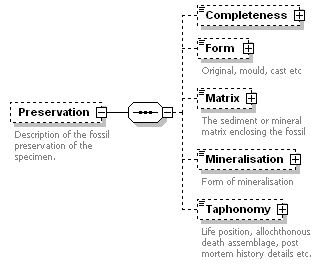 Completeness
Form
Original, mould, cast etc
Matrix
The sediment or mineral
matrix enclosing the fossil
Preservation
Description of the fossil
preservation of the
specimen.
Mineralisation
Form of mineralisation
Taphonomy
Life position, allochthonous
death assemblage, post
mortem history details etc.